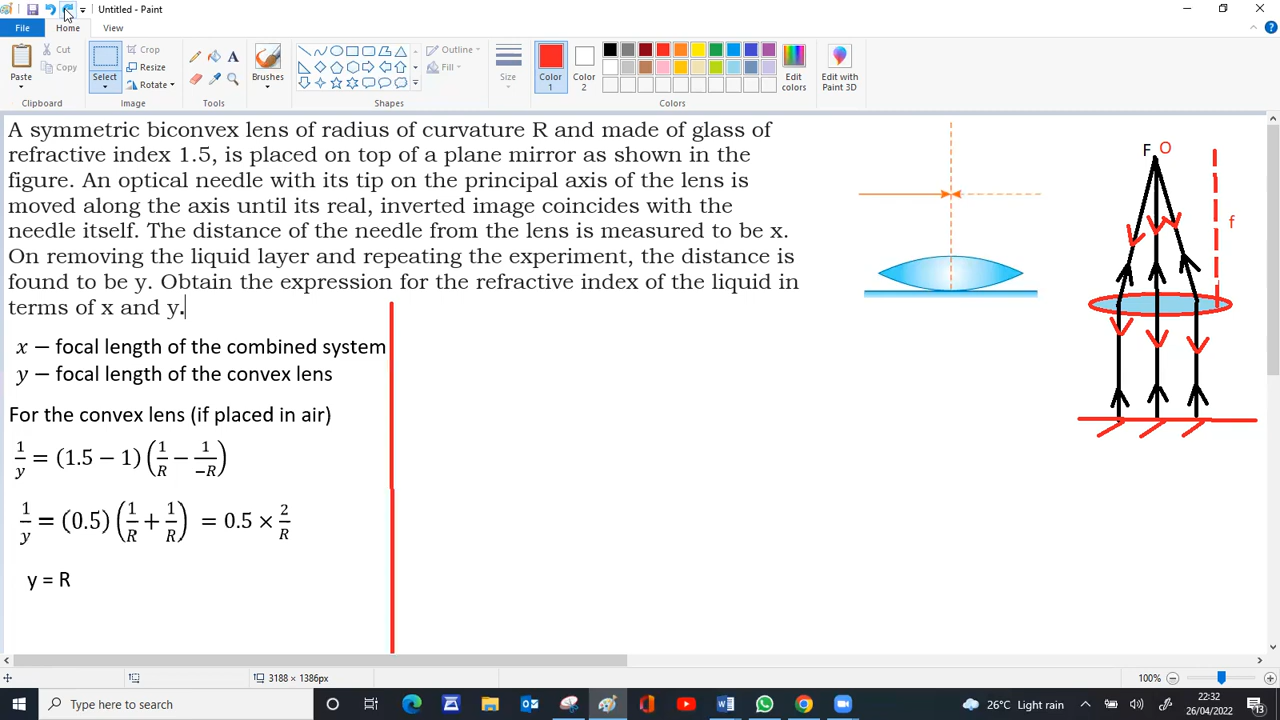 Untitled - Paint
File
Home
View
Paste
Cut
Copy
Clipboard
Select
Crop
Resize
Rotate
Image
A
Tools
Brushes
Outline
Fill
Shapes
Size
Color 1
Color 2
Edit colors
Edit with Paint 3D
Colors
A symmetric biconvex lens of radius of curvature R and made of glass of
refractive index 1.5, is placed on top of a plane mirror as shown in the
figure. An optical needle with its tip on the principal axis of the lens is
moved along the axis until its real, inverted image coincides with the
needle itself. The distance of the needle from the lens is measured to be x.
On removing the liquid layer and repeating the experiment, the distance is
found to be y. Obtain the expression for the refractive index of the liquid in
terms of x and y.
x − focal length of the combined system
y − focal length of the convex lens
For the convex lens (if placed in air)
1/y = (1.5 − 1) (1/R − 1/−R)
1/y = (0.5) (1/R + 1/R) = 0.5 × 2/R
y = R
F O
f
3188 × 1386px
100%
Type here to search
26°C Light rain
22:32
26/04/2022
13